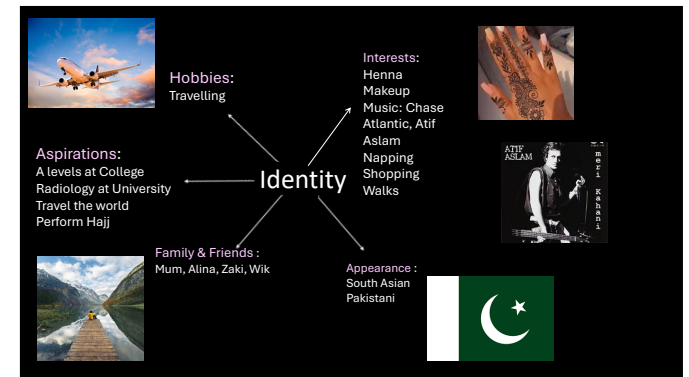 Hobbies:
Travelling
Interests:
Henna
Makeup
Music: Chase
Atlantic, Atif
Aslam
Napping
Shopping
Walks
ATIF
ASLAM
meri Kahani
Aspirations:
A levels at College
Radiology at University
Travel the world
Perform Hajj
Identity
Family & Friends :
Mum, Alina, Zaki, Wik
Appearance :
South Asian
Pakistani